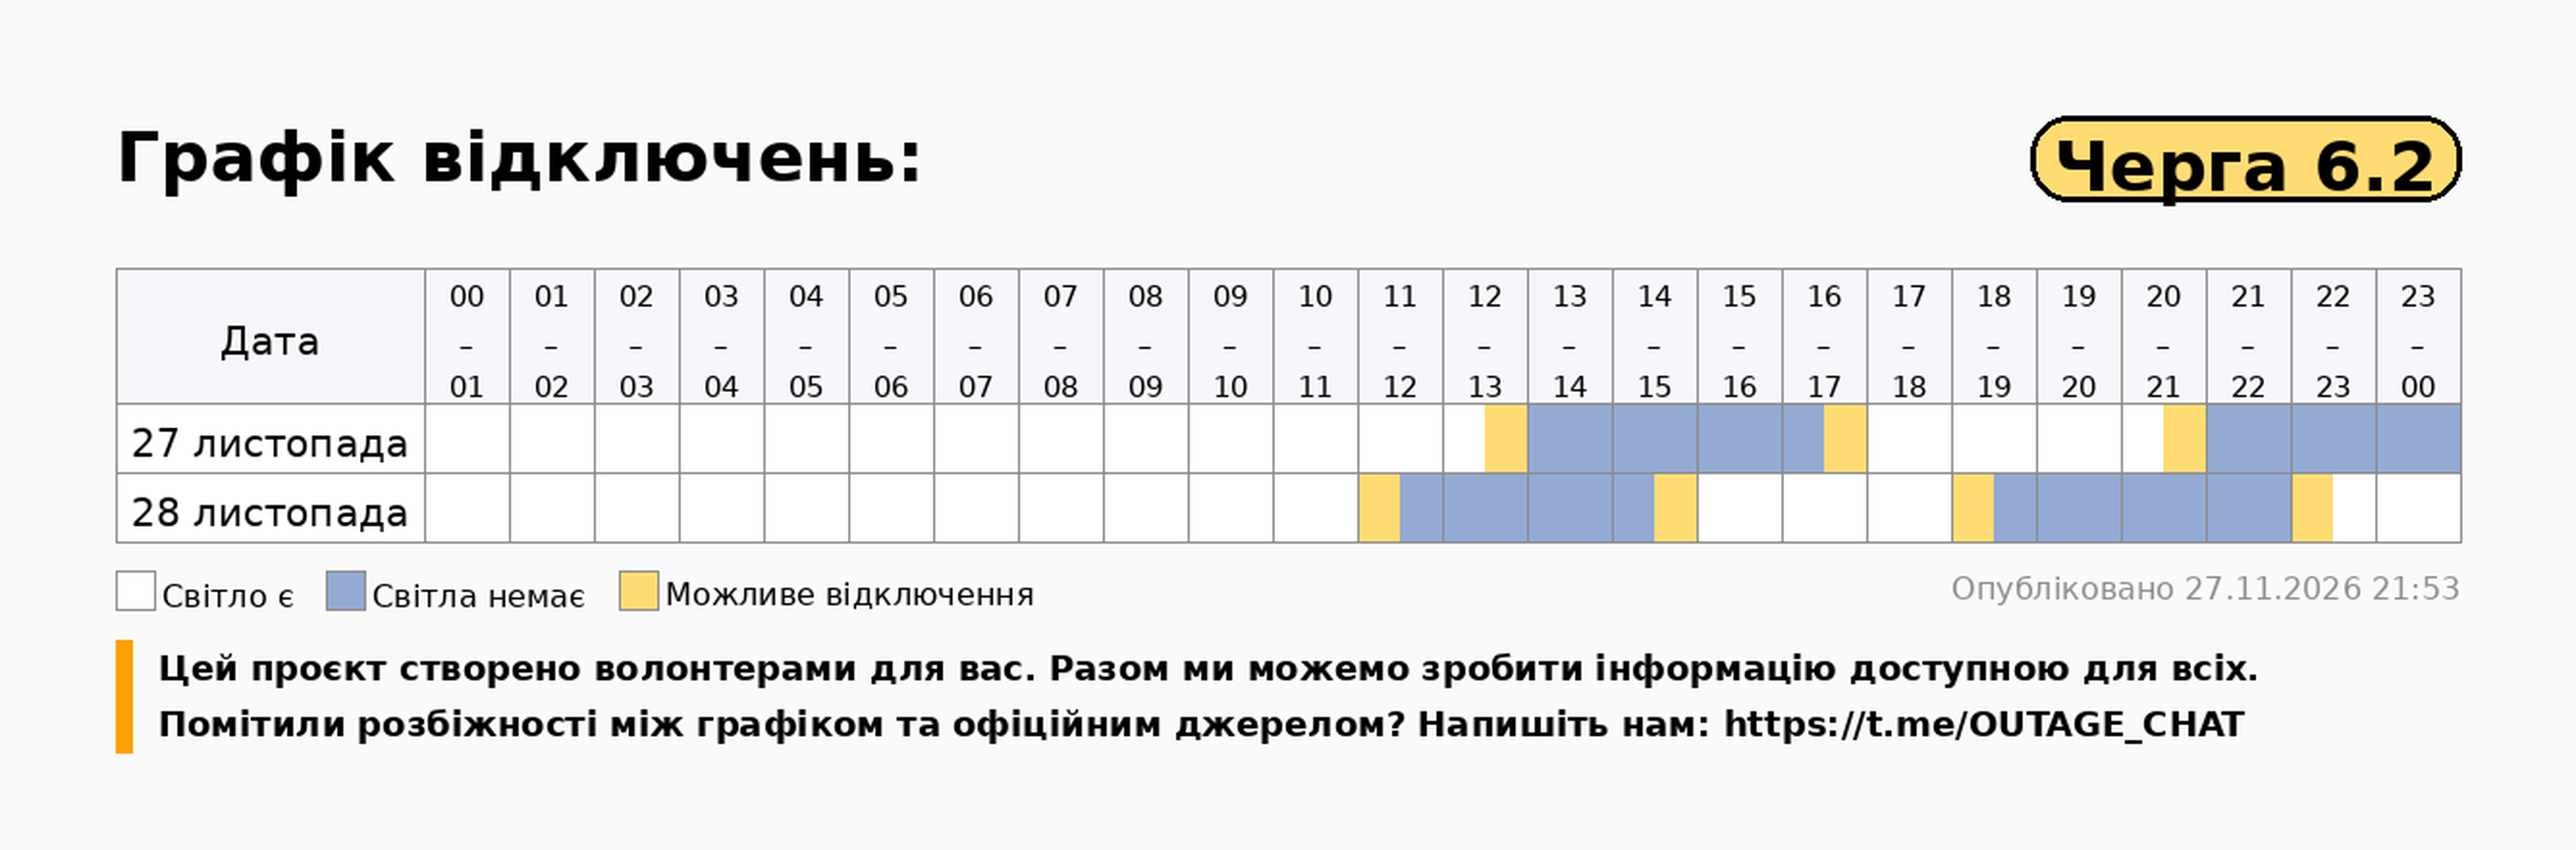 Графік відключень:
Черга 6.2
Дата 00 – 01 01 – 02 02 – 03 03 – 04 04 – 05 05 – 06 06 – 07 07 – 08 08 – 09 09 – 10 10 – 11 11 – 12 12 – 13 13 – 14 14 – 15 15 – 16 16 – 17 17 – 18 18 – 19 19 – 20 20 – 21 21 – 22 22 – 23 23 – 00
27 листопада
28 листопада
Світло є Світла немає Можливе відключення
Опубліковано 27.11.2026 21:53
Цей проєкт створено волонтерами для вас. Разом ми можемо зробити інформацію доступною для всіх.
Помітили розбіжності між графіком та офіційним джерелом? Напишіть нам: https://t.me/OUTAGE_CHAT